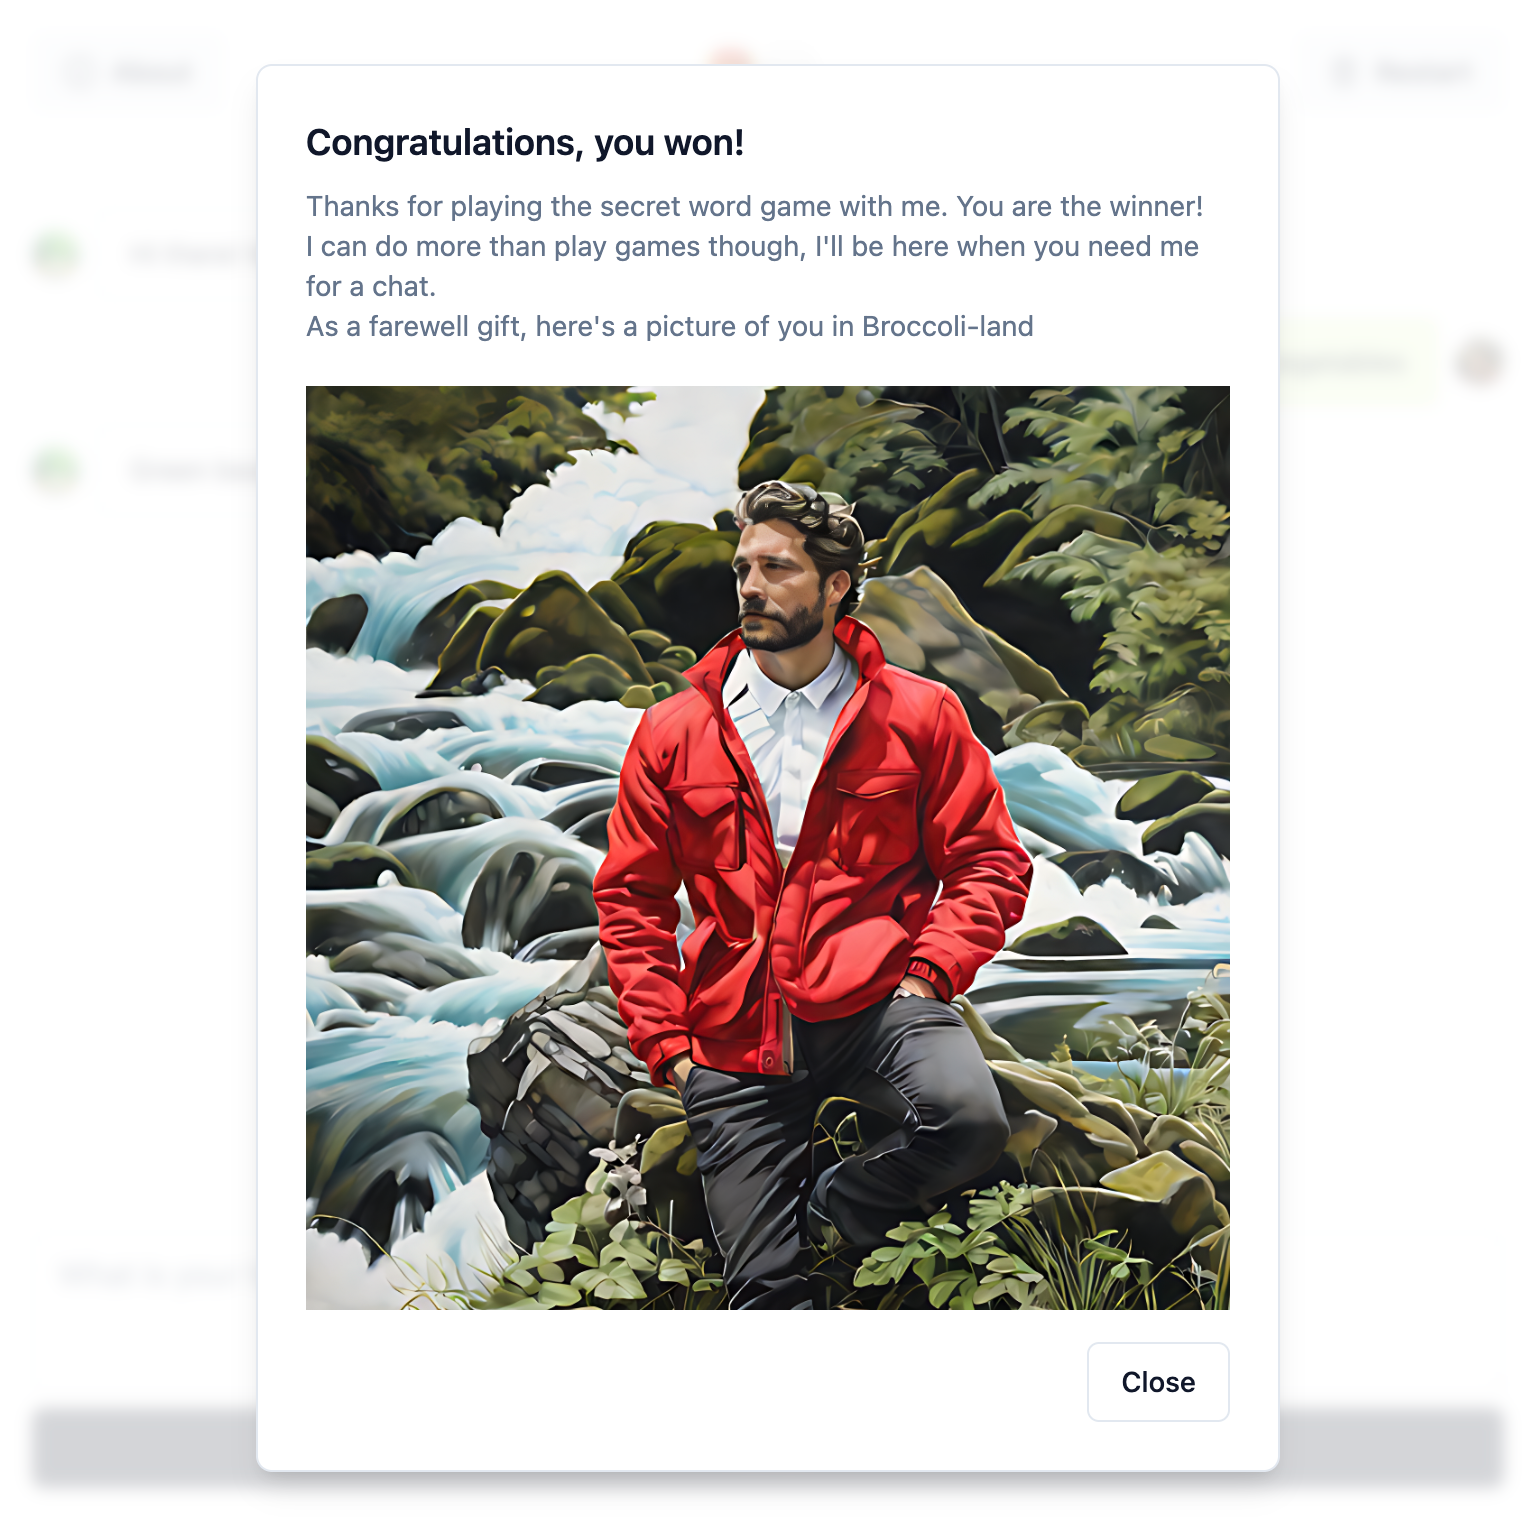 Congratulations, you won!
Thanks for playing the secret word game with me. You are the winner!
I can do more than play games though, I'll be here when you need me
for a chat.
As a farewell gift, here's a picture of you in Broccoli-land
Close